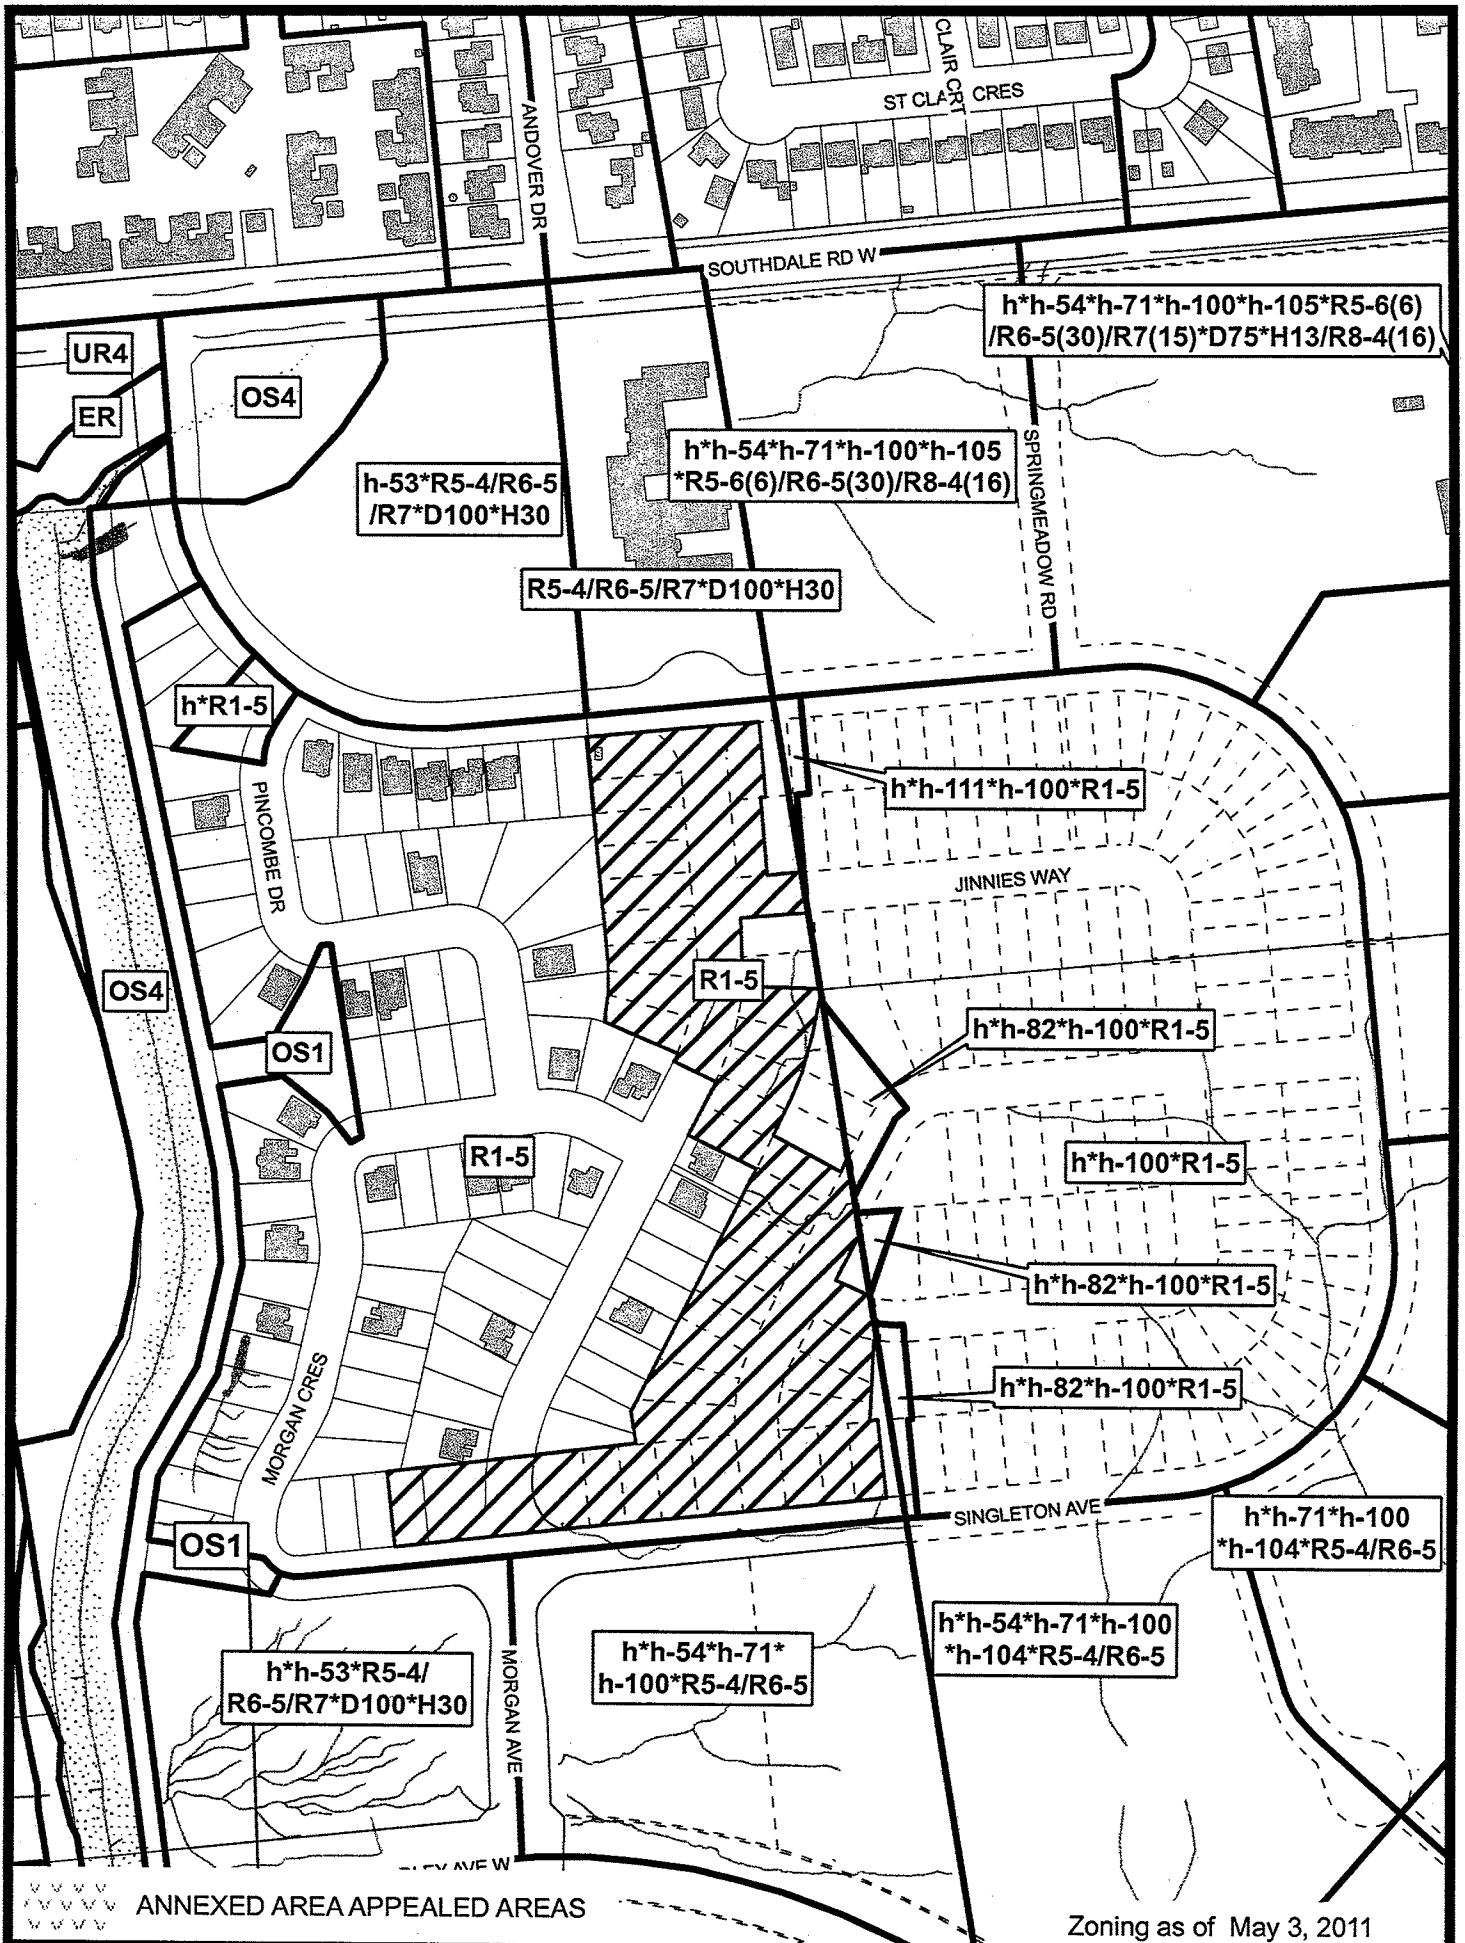 CLAIR CRT
ST CLA CRES
ANDOVER DR
SOUTHDALE RD W
h*h-54*h-71*h-100*h-105*R5-6(6)
/R6-5(30)/R7(15)*D75*H13/R8-4(16)
UR4
ER
OS4
h-53*R5-4/R6-5
/R7*D100*H30
h*h-54*h-71*h-100*h-105
*R5-6(6)/R6-5(30)/R8-4(16)
SPRINGMEADOW RD
R5-4/R6-5/R7*D100*H30
h*R1-5
PINCOMBE DR
h*h-111*h-100*R1-5
JINNIES WAY
OS4
R1-5
OS1
h*h-82*h-100*R1-5
R1-5
h*h-100*R1-5
h*h-82*h-100*R1-5
h*h-82*h-100*R1-5
MORGAN CRES
SINGLETON AVE
OS1
h*h-71*h-100
*h-104*R5-4/R6-5
h*h-54*h-71*h-100
*h-104*R5-4/R6-5
h*h-54*h-71*
h-100*R5-4/R6-5
h*h-53*R5-4/
R6-5/R7*D100*H30
MORGAN AVE
AVE W
ANNEXED AREA APPEALED AREAS
Zoning as of May 3, 2011